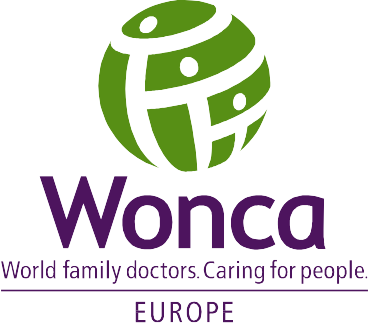 Wonca
World family doctors. Caring for people.
EUROPE